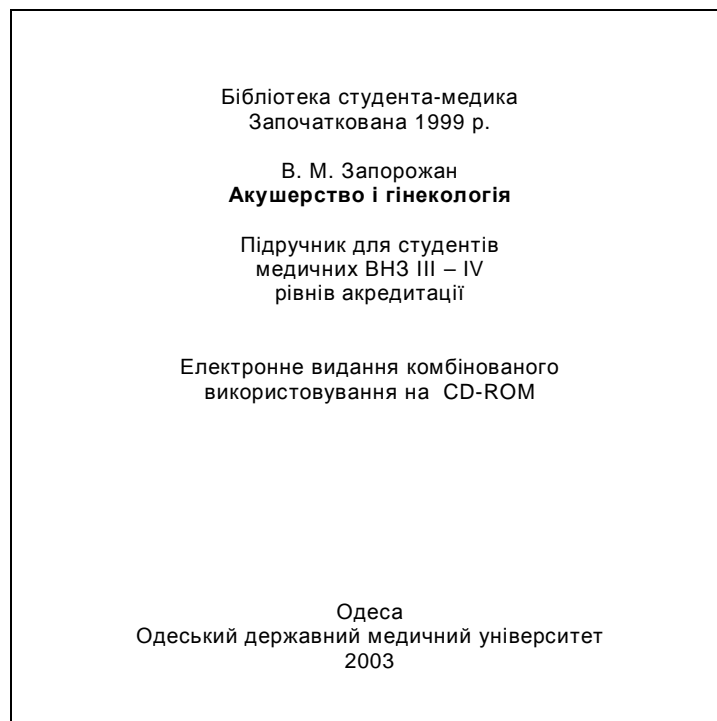 Бібліотека студента-медика
Започаткована 1999 р.
В. М. Запорожан
Акушерство і гінекологія
Підручник для студентів
медичних ВНЗ III – IV
рівнів акредитації
Електронне видання комбінованого
використовування на CD-ROM
Одеса
Одеський державний медичний університет
2003